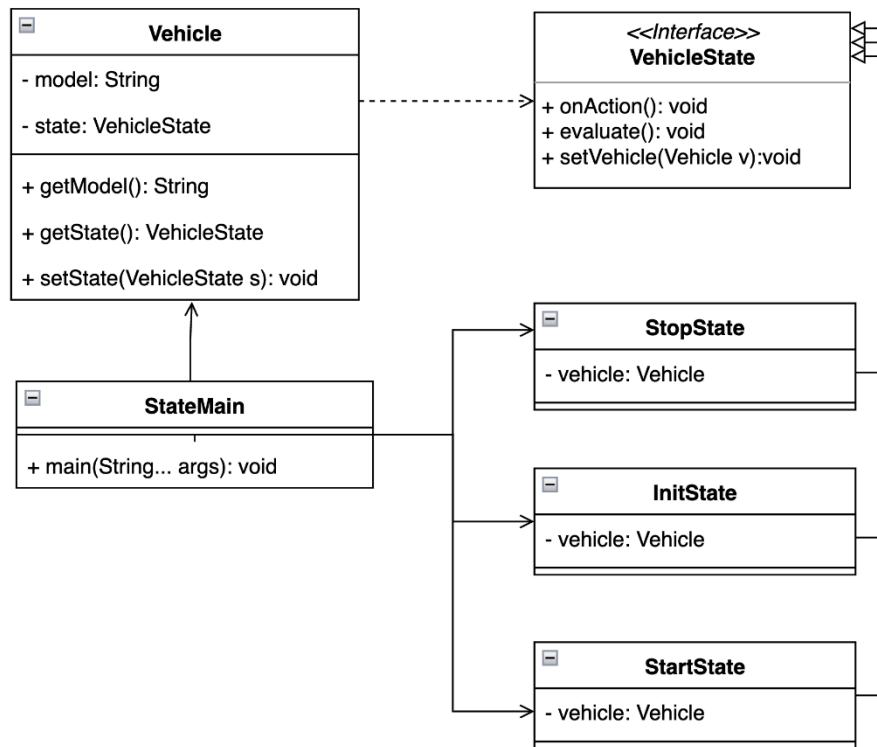 Vehicle
- model: String
- state: VehicleState
+ getModel(): String
+ getState(): VehicleState
+ setState(VehicleState s): void
<<Interface>>
VehicleState
+ onAction(): void
+ evaluate(): void
+ setVehicle(Vehicle v):void
StateMain
+ main(String... args): void
StopState
- vehicle: Vehicle
InitState
- vehicle: Vehicle
StartState
- vehicle: Vehicle